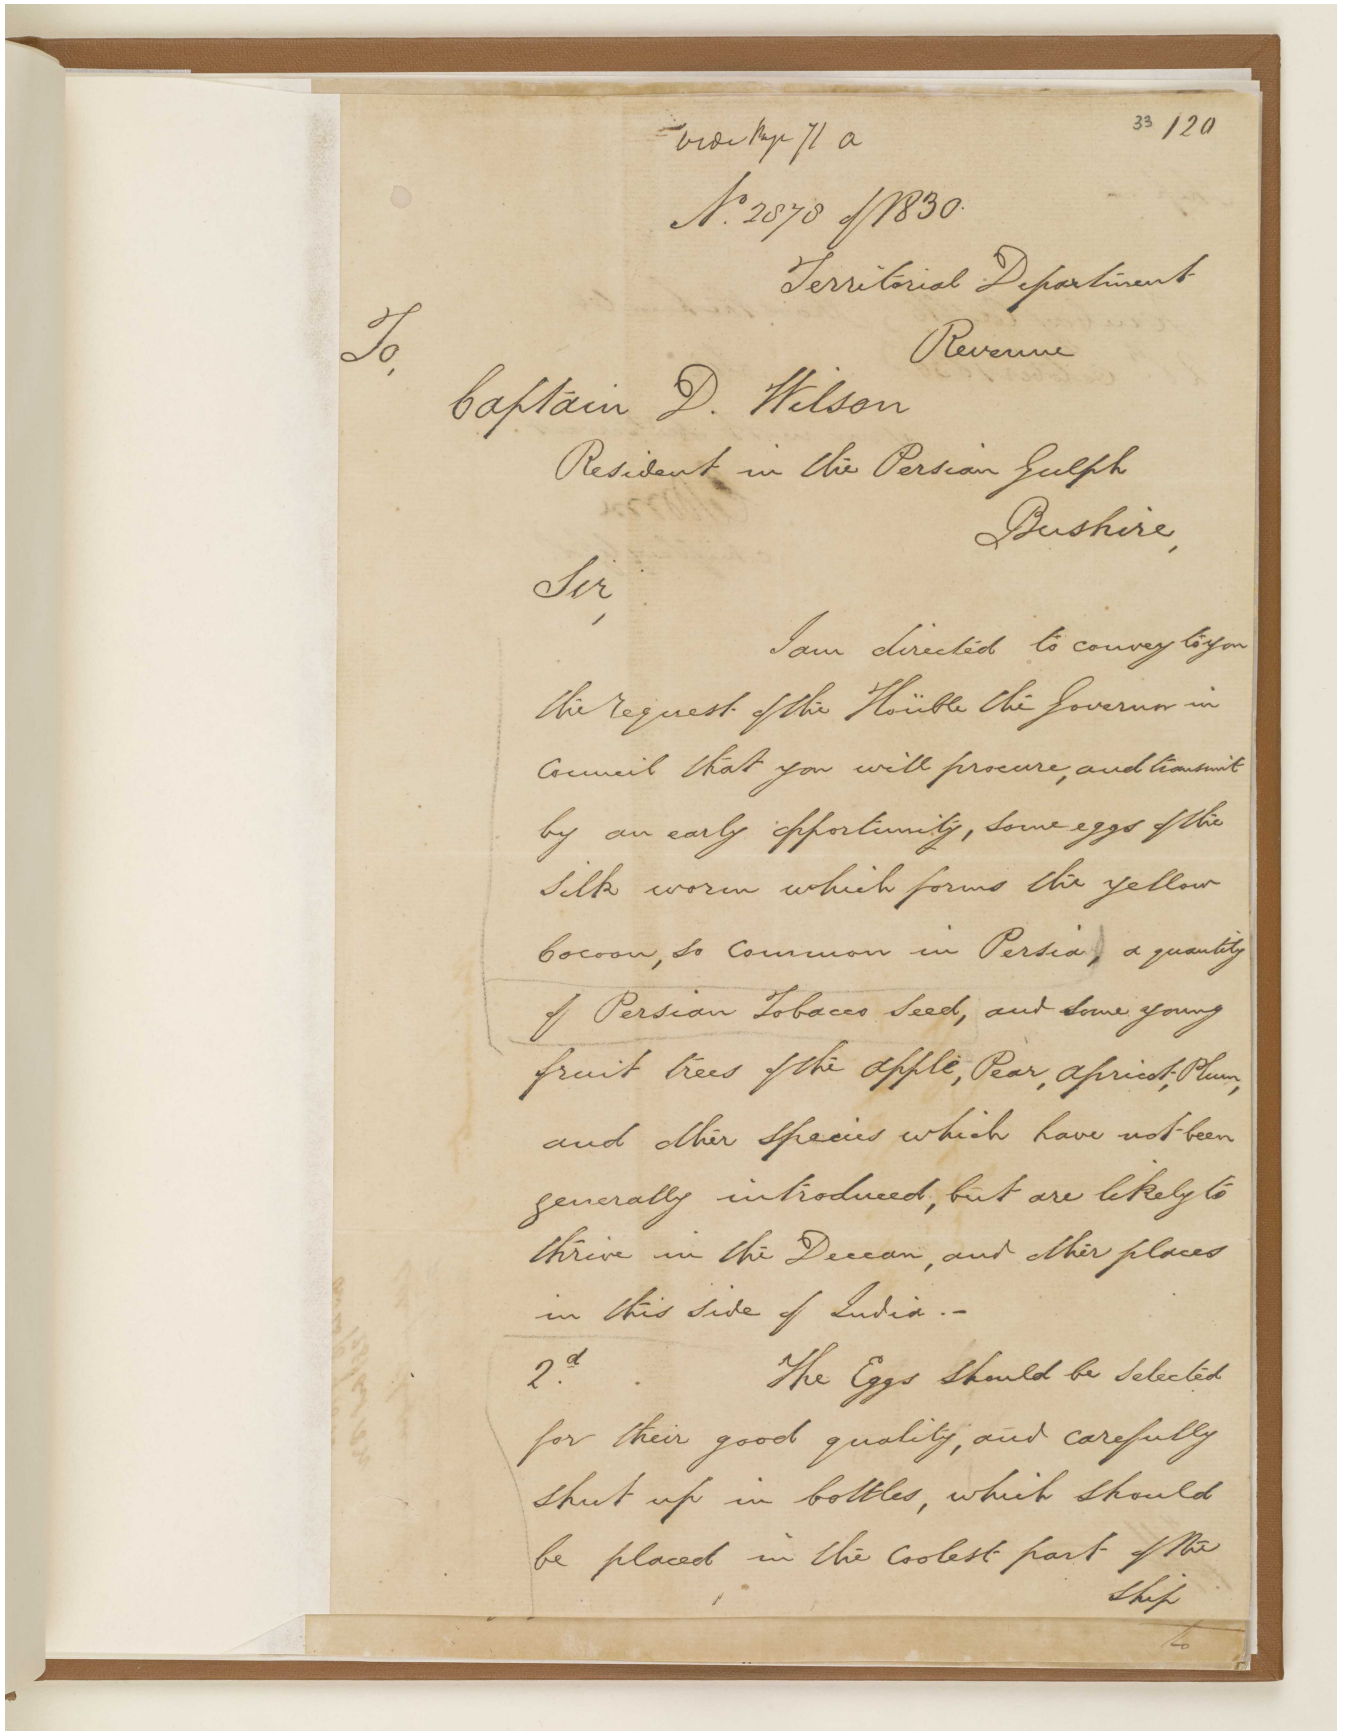 vide Page 71 a
33 120
No. 2878 of 1830.
Territorial Department
Revenue
To,
Captain D. Wilson
Resident in the Persian Gulph
Bushire,
Sir,
I am directed to convey to you
the request of the Honble the Governor in
Council that you will procure, and transmit
by an early opportunity, some eggs of the
Silk worm which forms the yellow
Cocoon, so common in Persia, a quantity
of Persian Tobacco Seed, and some young
fruit trees of the apple, Pear, apricot, Plum,
and other species which have not been
generally introduced, but are likely to
thrive in the Deccan, and other places
in this side of India.-
2.d The Eggs should be selected
for their good quality, and carefully
shut up in bottles, which should
be placed in the coolest part of the
ship
to